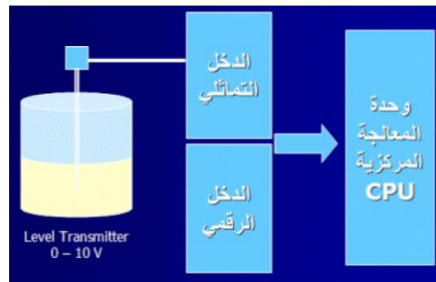 الدخل
التماثلي
وحدة
المعالجة
المركزية
CPU
الدخل
الرقمي
Level Transmitter
0 – 10 V